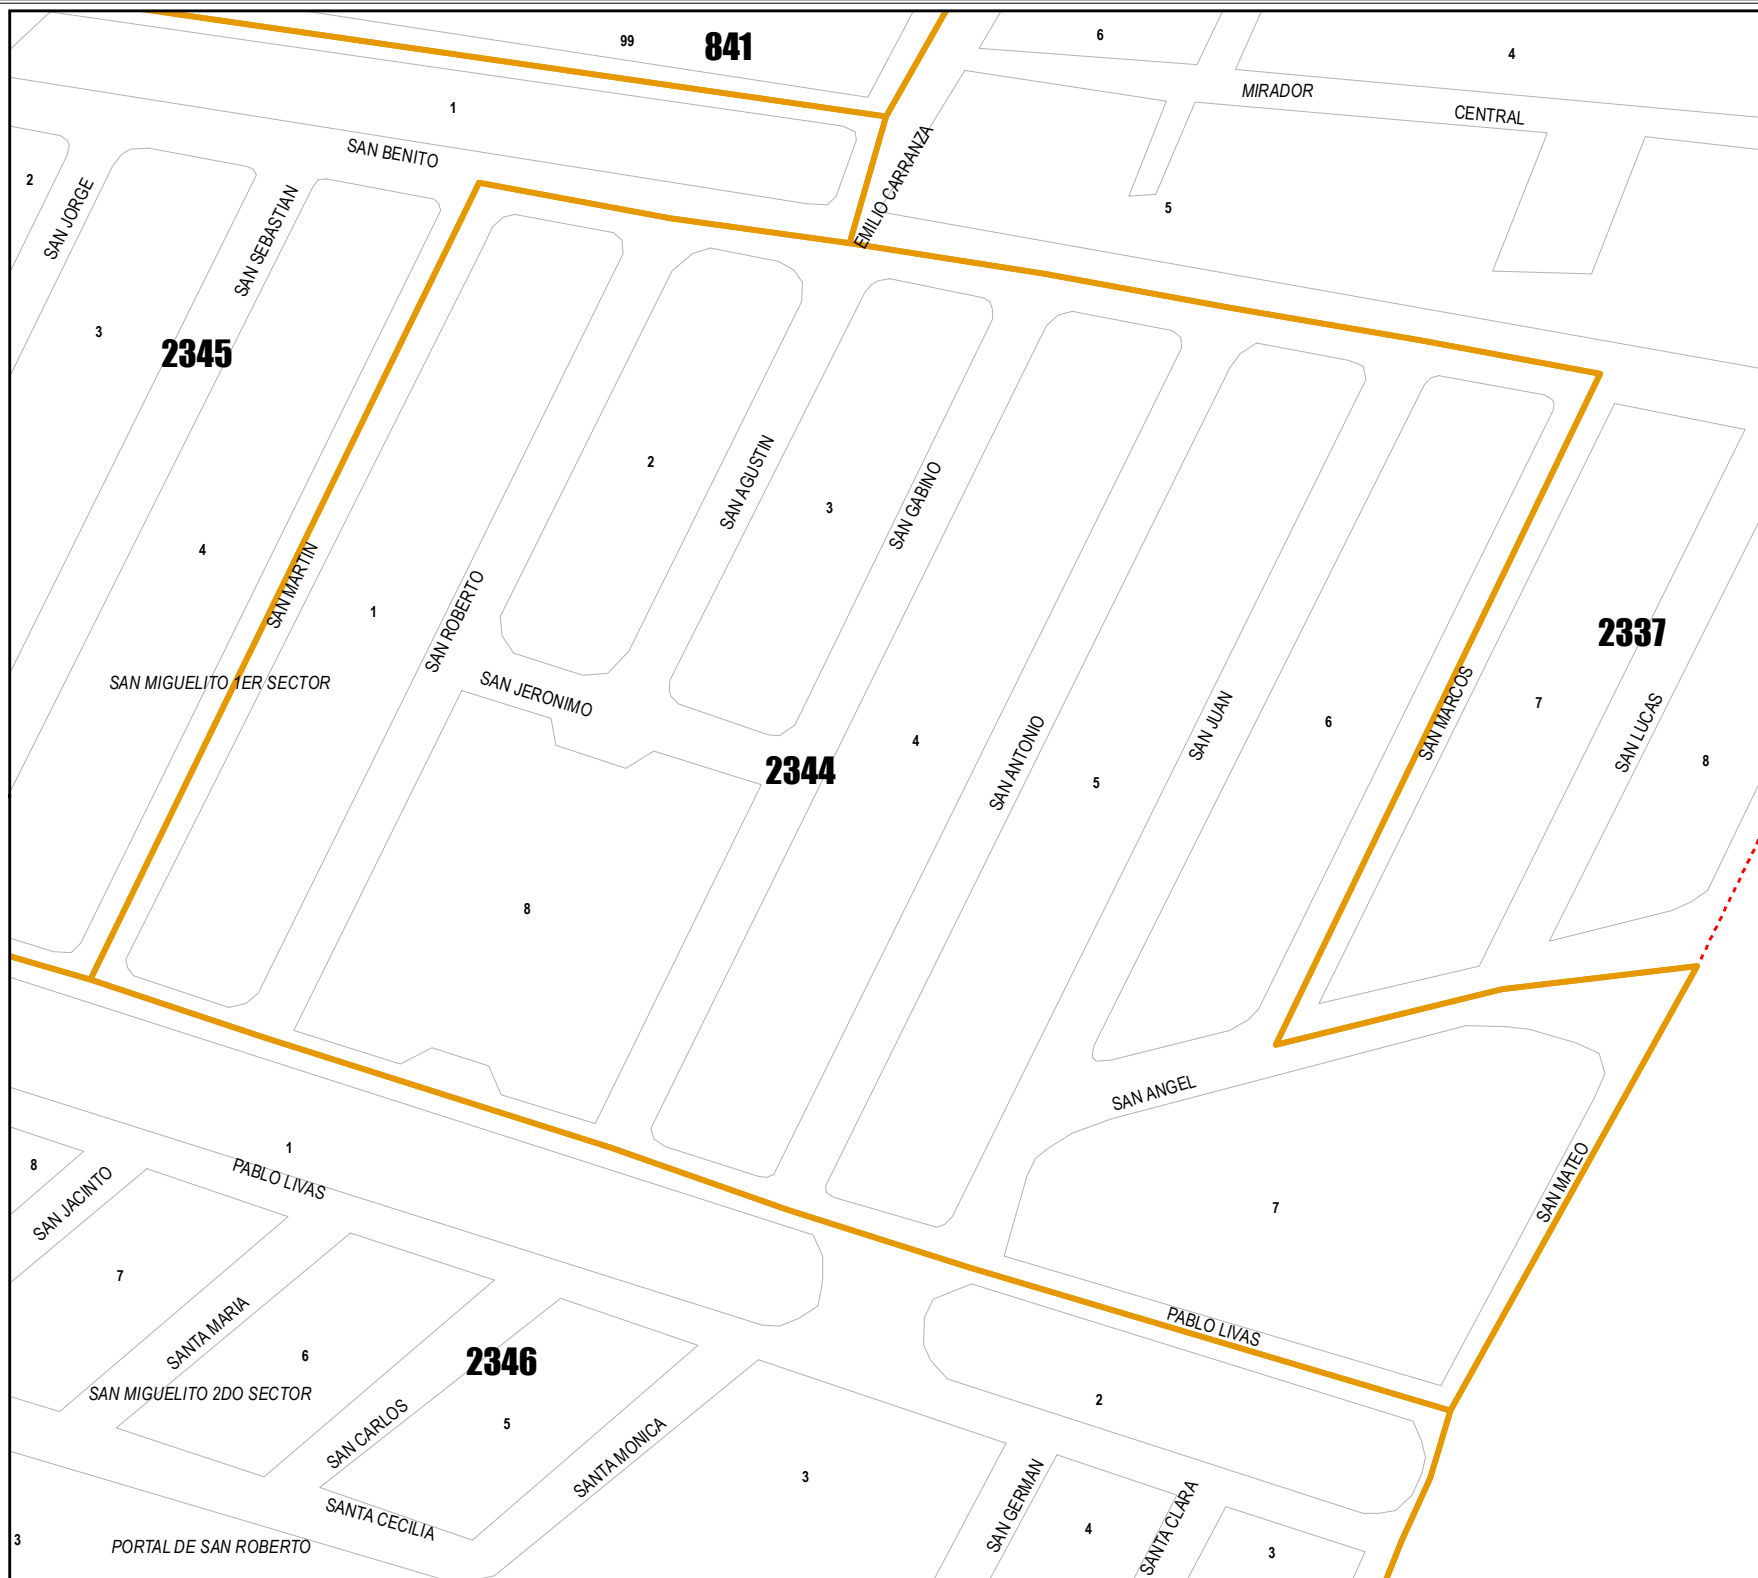 99
841
6
4
MIRADOR
CENTRAL
1
SAN BENITO
EMILIO CARRANZA
2
SAN JORGE
SAN SEBASTIAN
5
3
2345
2
SAN AGUSTIN
3
SAN GABINO
4
SAN MARTIN
1
SAN ROBERTO
2337
SAN MIGUELITO 1ER SECTOR
SAN JERONIMO
2344
4
SAN ANTONIO
5
SAN JUAN
6
SAN MARCOS
7
SAN LUCAS
8
8
SAN ANGEL
1
PABLO LIVAS
8
SAN JACINTO
7
SAN MATEO
7
SANTA MARIA
6
2346
PABLO LIVAS
SAN MIGUELITO 2DO SECTOR
SAN CARLOS
5
SANTA MONICA
2
3
SANTA CECILIA
SAN GERMAN
4
SANTA CLARA
3
3
PORTAL DE SAN ROBERTO